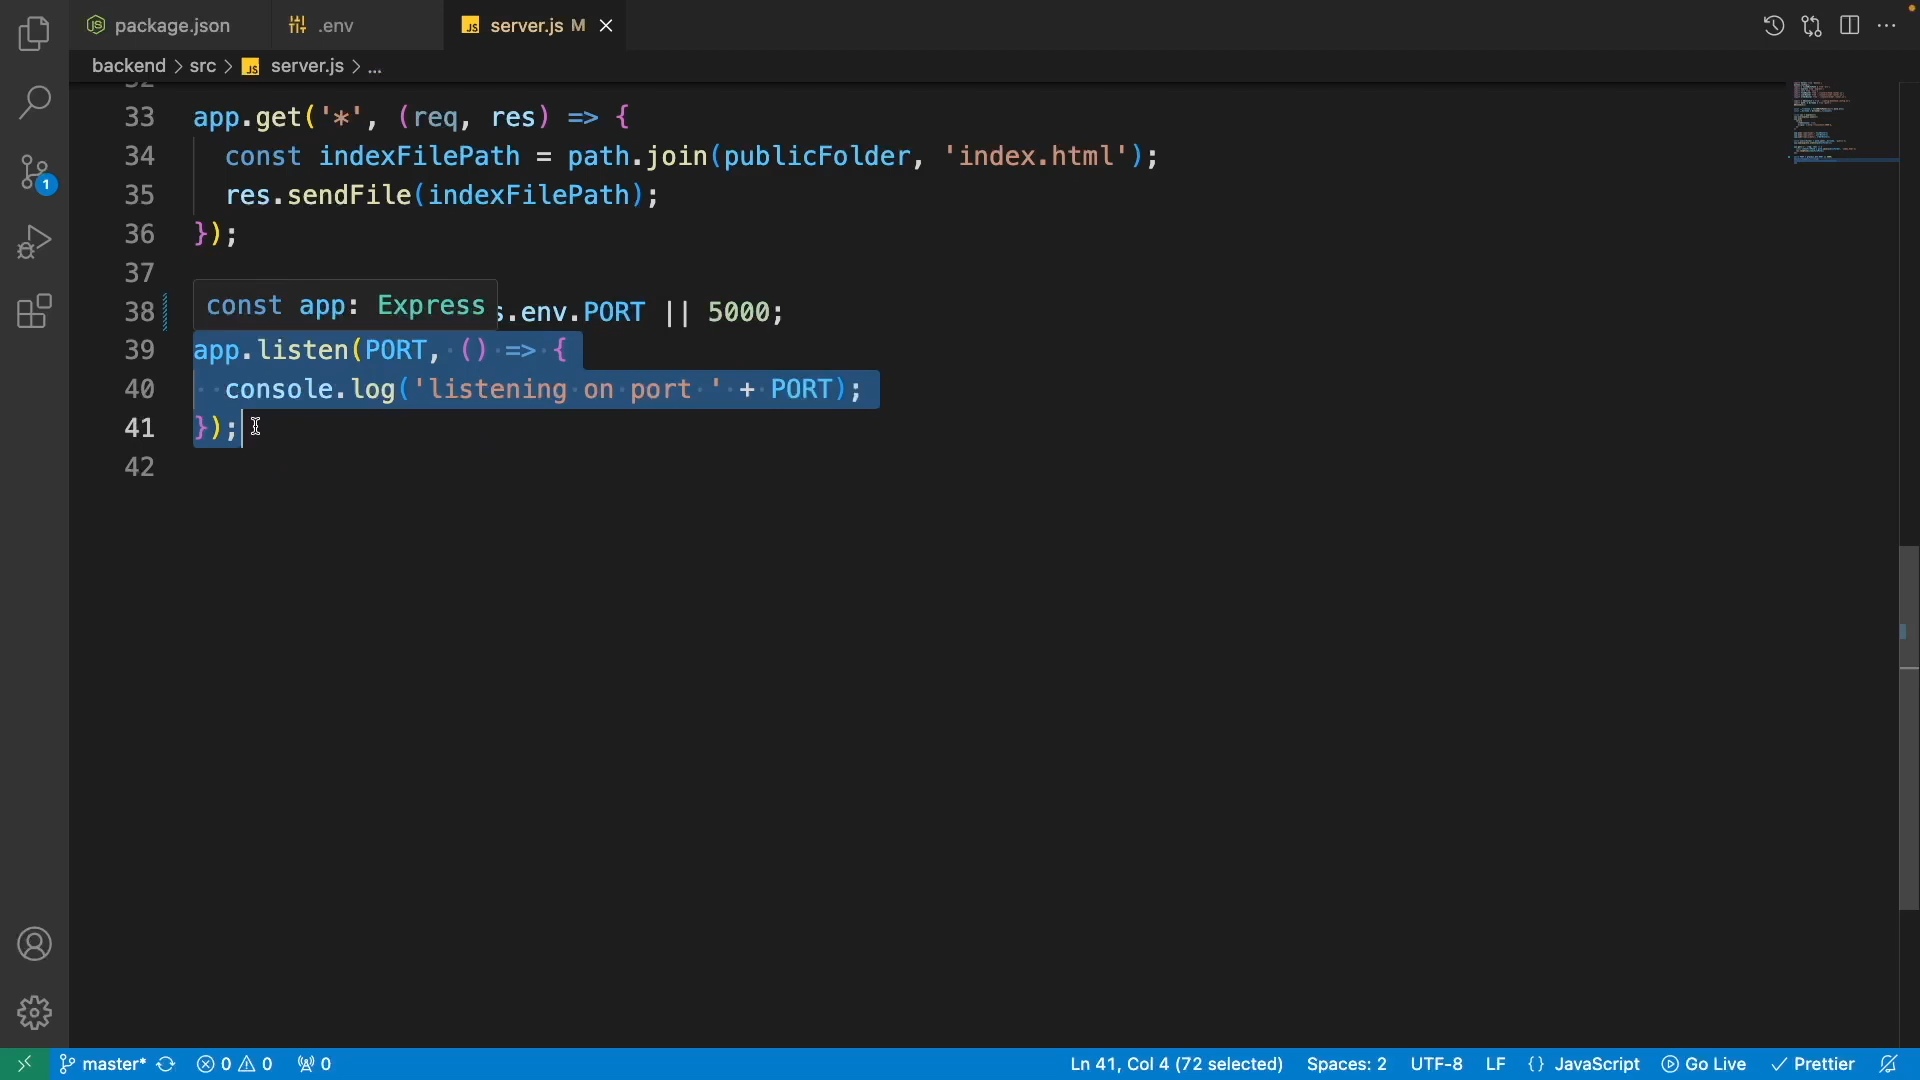 package.json
.env
server.js M
backend > src > JS server.js > ...
32
33 app.get('*', (req, res) => {
34 const indexFilePath = path.join(publicFolder, 'index.html');
35 res.sendFile(indexFilePath);
36 });
37
const app: Express
38 s.env.PORT || 5000;
39 app.listen(PORT, () => {
40 console.log('listening on port ' + PORT);
41 });
42
1
master* 0 0 0 Ln 41, Col 4 (72 selected) Spaces: 2 UTF-8 LF {} JavaScript Go Live Prettier